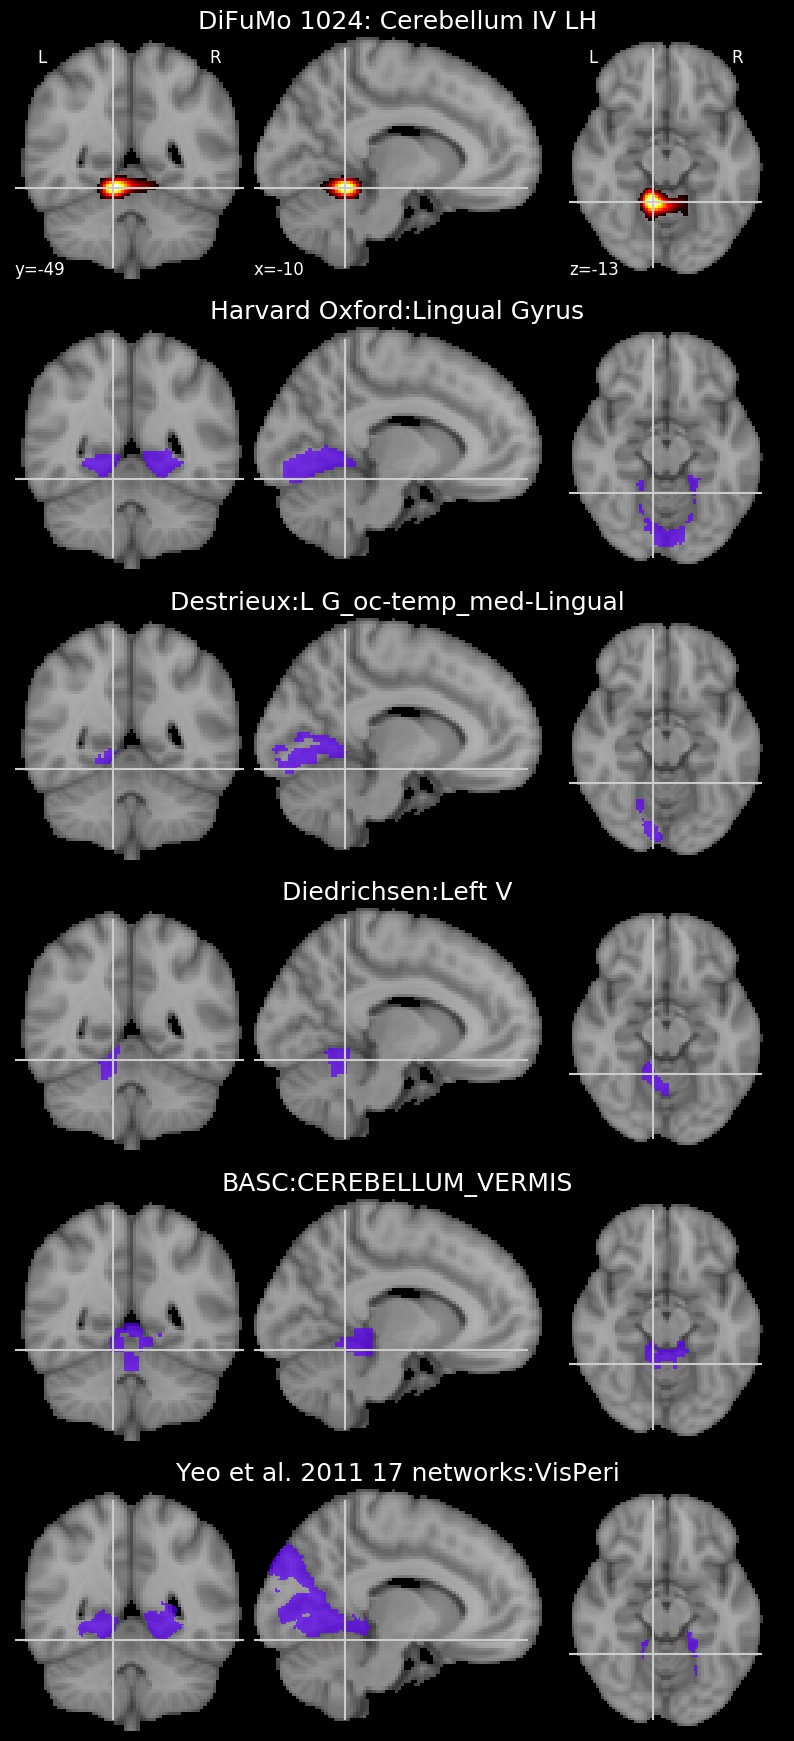 DiFuMo 1024: Cerebellum IV LH
L R L R
y=-49 x=-10 z=-13
Harvard Oxford:Lingual Gyrus
Destrieux:L G_oc-temp_med-Lingual
Diedrichsen:Left V
BASC:CEREBELLUM_VERMIS
Yeo et al. 2011 17 networks:VisPeri